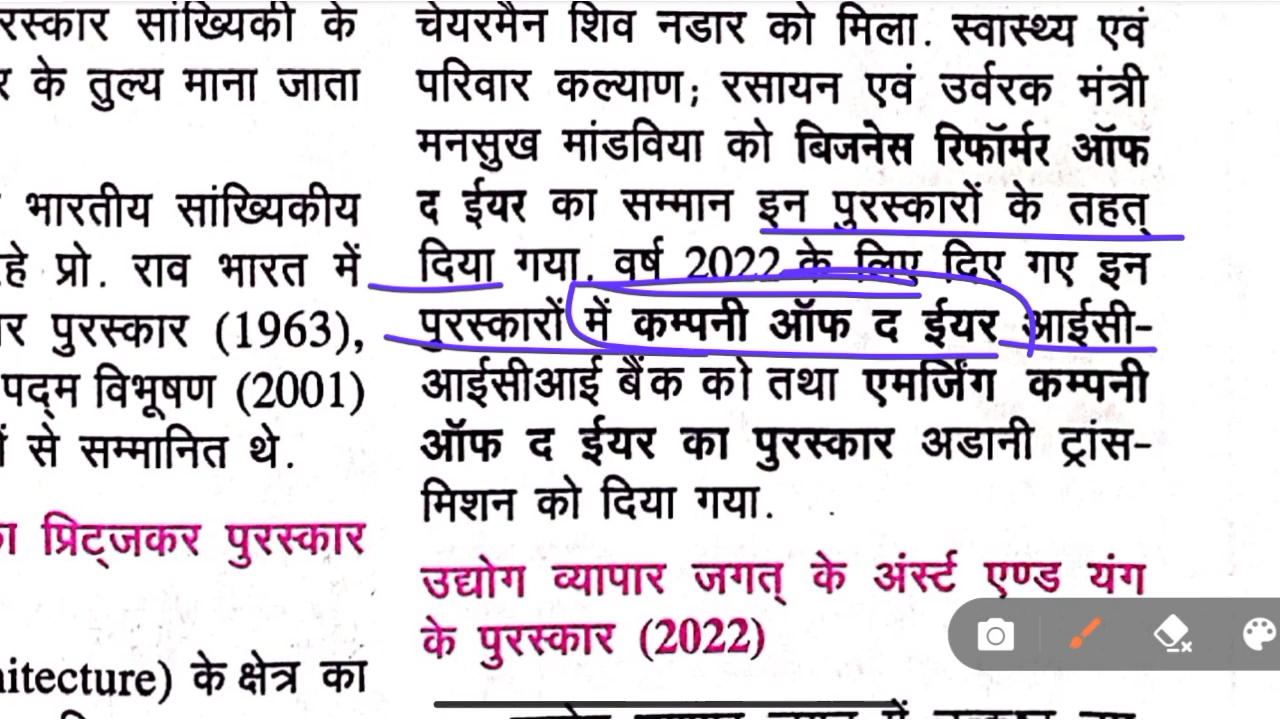 रस्कार सांख्यिकी के
र के तुल्य माना जाता
भारतीय सांख्यिकीय
हे प्रो. राव भारत में
र पुरस्कार (1963),
पद्म विभूषण (2001)
ों से सम्मानित थे.
का प्रिट्जकर पुरस्कार
hitecture) के क्षेत्र का
चेयरमैन शिव नडार को मिला. स्वास्थ्य एवं
परिवार कल्याण; रसायन एवं उर्वरक मंत्री
मनसुख मांडविया को बिजनेस रिफॉर्मर ऑफ
द ईयर का सम्मान इन पुरस्कारों के तहत्
दिया गया. वर्ष 2022 के लिए दिए गए इन
पुरस्कारों में कम्पनी ऑफ द ईयर आईसी-
आईसीआई बैंक को तथा एमर्जिंग कम्पनी
ऑफ द ईयर का पुरस्कार अडानी ट्रांस-
मिशन को दिया गया.
उद्योग व्यापार जगत् के अंर्स्ट एण्ड यंग
के पुरस्कार (2022)